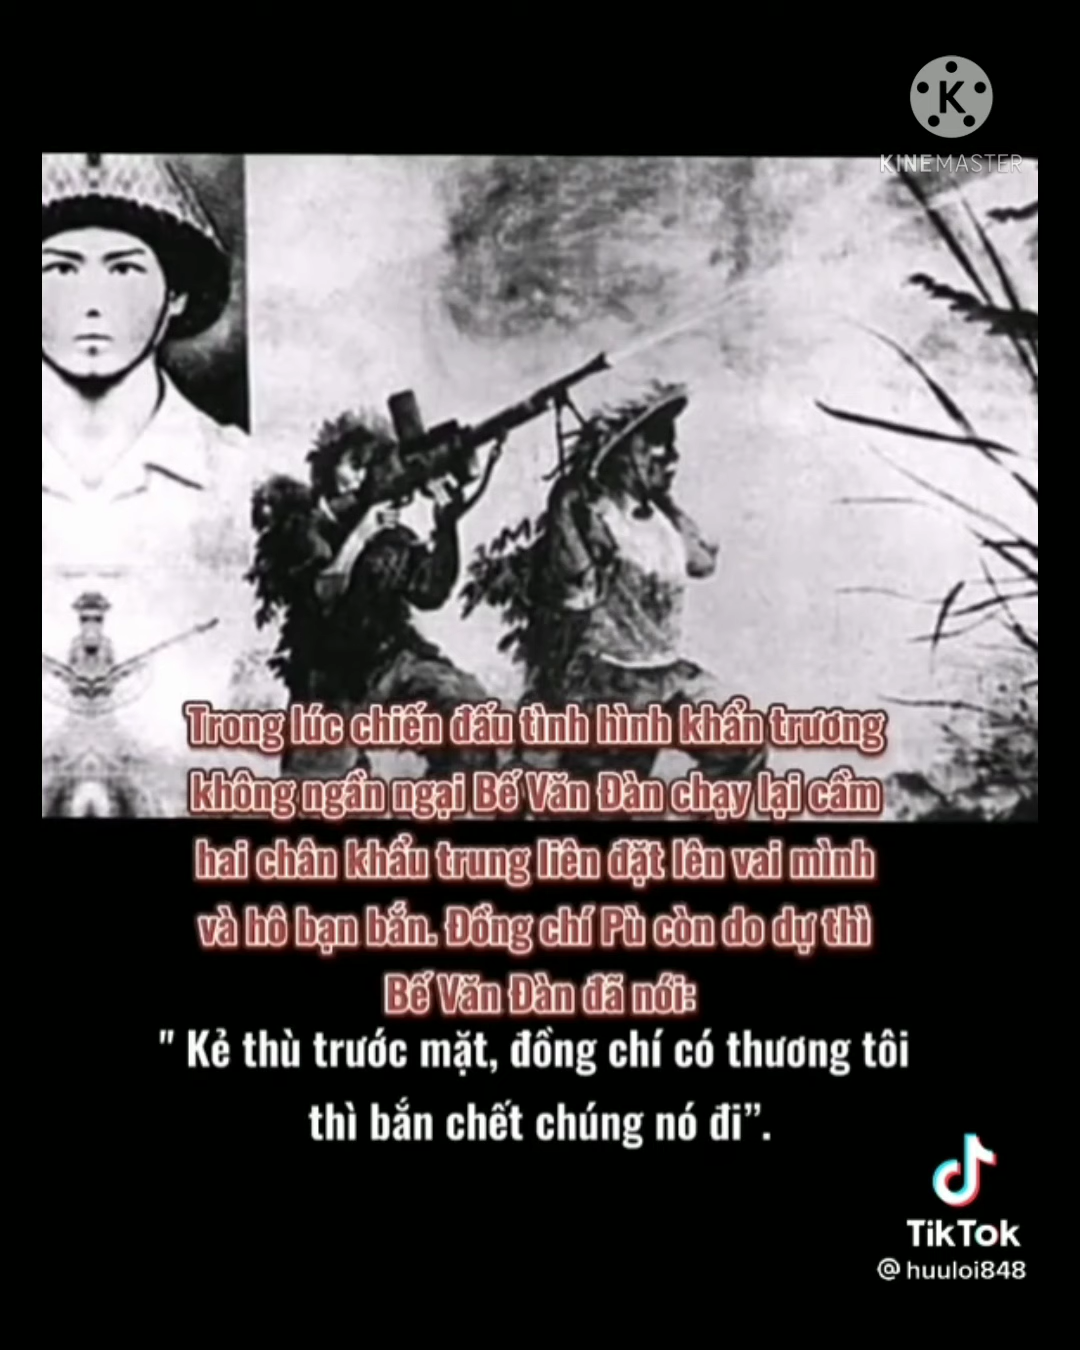 K
KINEMASTER
Trong lúc chiến đấu tình hình khẩn trương
không ngần ngại Bế Văn Đàn chạy lại cầm
hai chân khẩu trung liên đặt lên vai mình
và hô bạn bắn. Đồng chí Pù còn do dự thì
Bế Văn Đàn đã nói:
" Kẻ thù trước mặt, đồng chí có thương tôi
thì bắn chết chúng nó đi”.
TikTok
@huuloi848